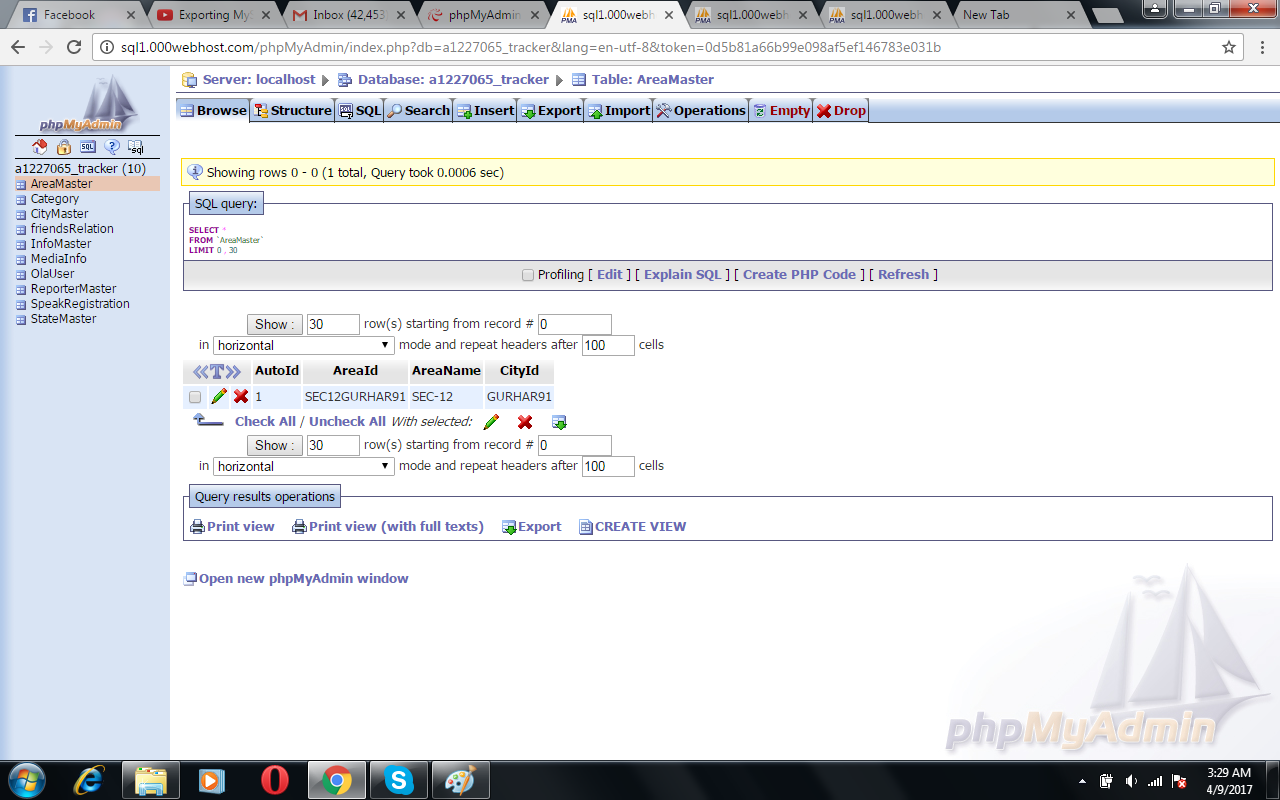 Facebook
Exporting MyS
Inbox (42,453)
phpMyAdmin
sql1.000webh
sql1.000webh
sql1.000webh
New Tab
sql1.000webhost.com/phpMyAdmin/index.php?db=a1227065_tracker&lang=en-utf-8&token=0d5b81a66b99e098af5ef146783e031b
phpMyAdmin
SQL
sql
a1227065_tracker (10)
AreaMaster
Category
CityMaster
friendsRelation
InfoMaster
MediaInfo
OlaUser
ReporterMaster
SpeakRegistration
StateMaster
Server: localhost Database: a1227065_tracker Table: AreaMaster
Browse Structure SQL Search Insert Export Import Operations Empty Drop
Showing rows 0 - 0 (1 total, Query took 0.0006 sec)
SQL query:
SELECT *
FROM `AreaMaster`
LIMIT 0 , 30
Profiling [ Edit ] [ Explain SQL ] [ Create PHP Code ] [ Refresh ]
Show : 30 row(s) starting from record # 0
in horizontal mode and repeat headers after 100 cells
T AutoId AreaId AreaName CityId
1 SEC12GURHAR91 SEC-12 GURHAR91
Check All / Uncheck All With selected:
Show : 30 row(s) starting from record # 0
in horizontal mode and repeat headers after 100 cells
Query results operations
Print view Print view (with full texts) Export CREATE VIEW
Open new phpMyAdmin window
phpMyAdmin
3:29 AM
4/9/2017